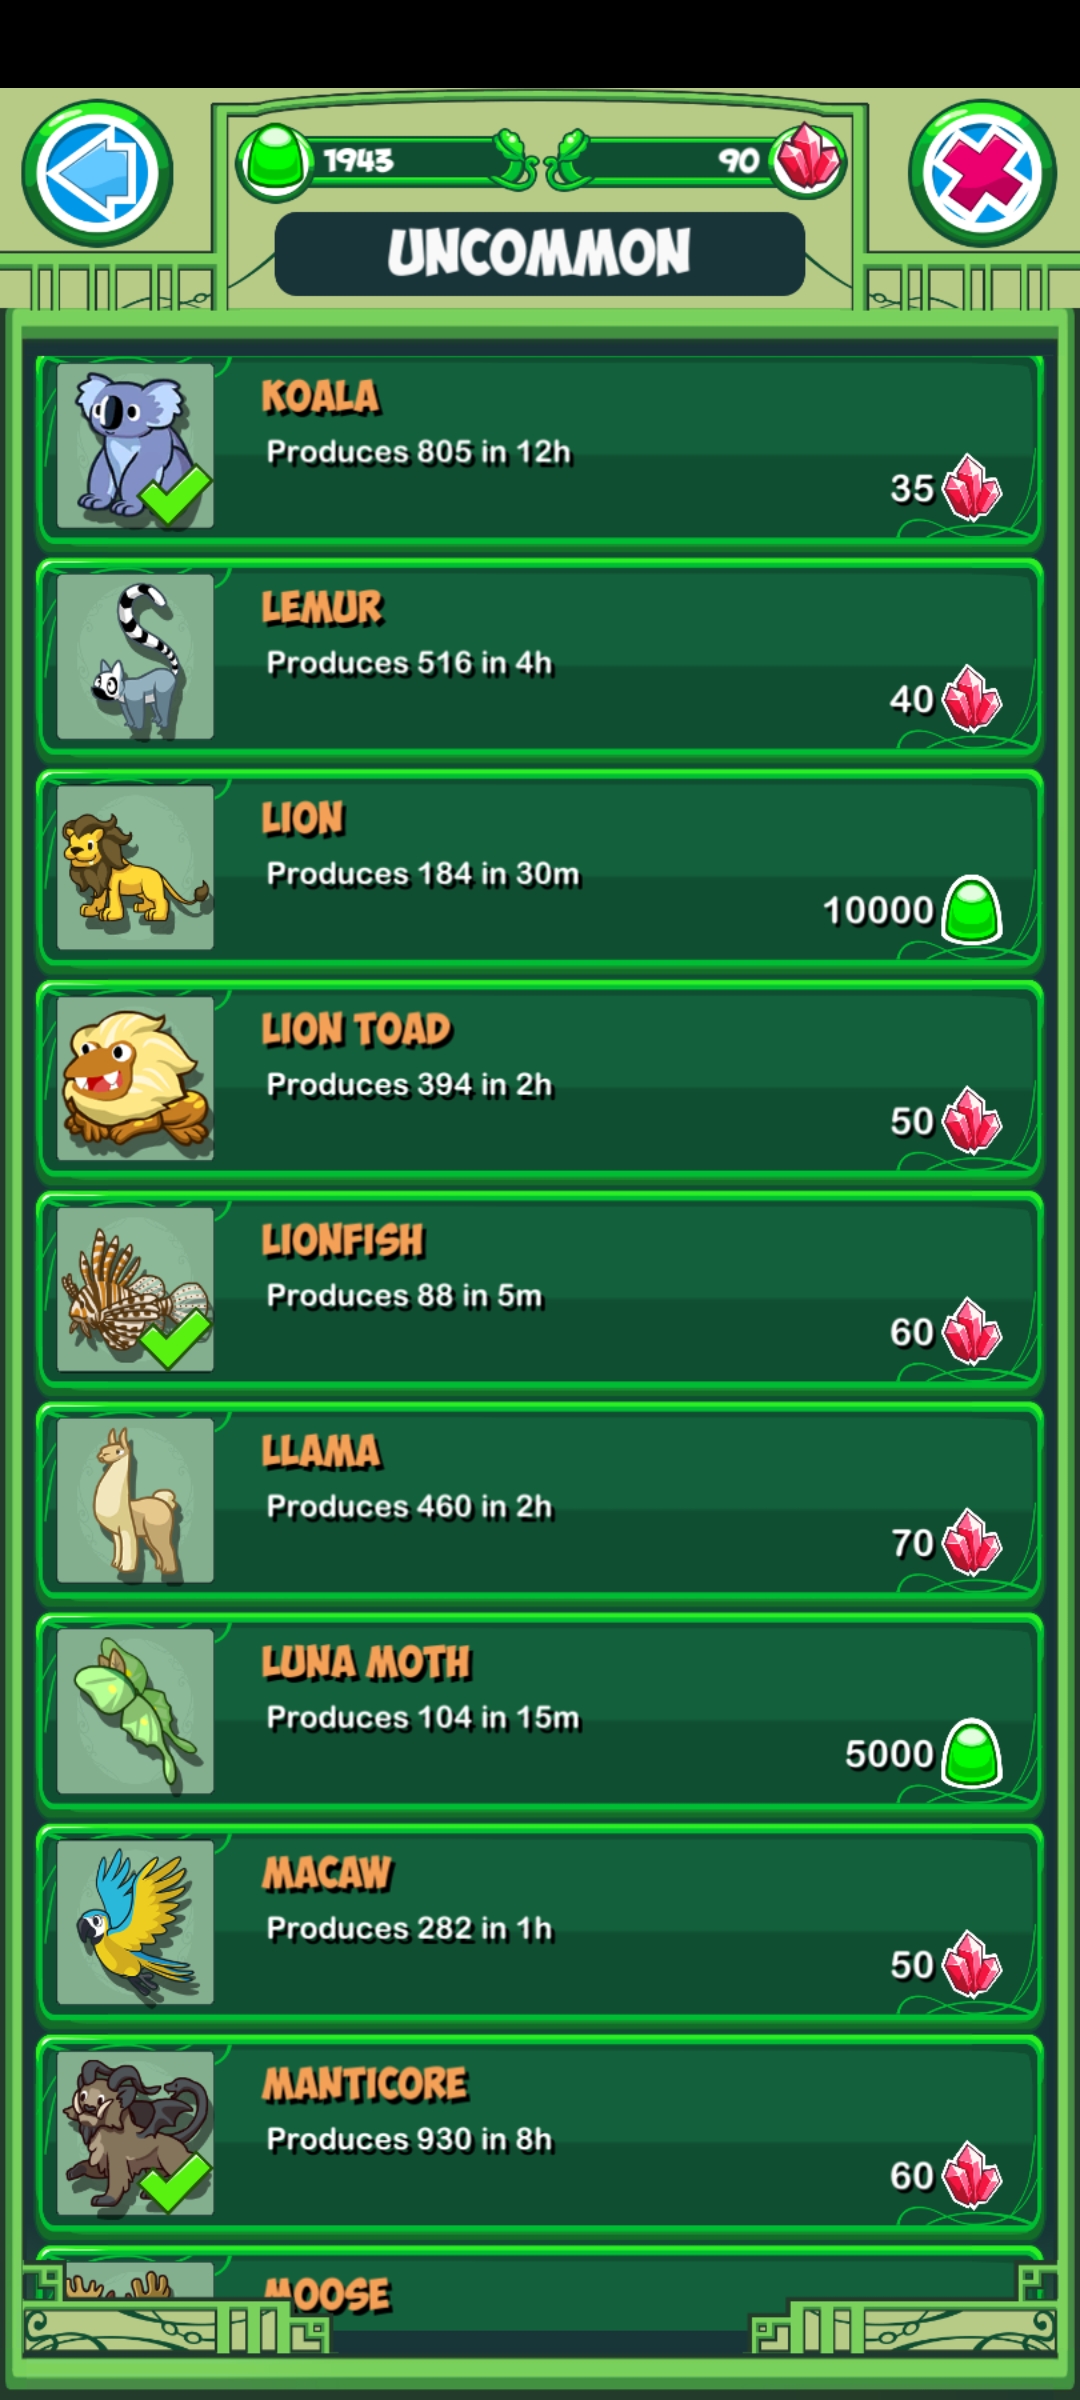 1943
90
UNCOMMON
KOALA
Produces 805 in 12h
35
LEMUR
Produces 516 in 4h
40
LION
Produces 184 in 30m
10000
LION TOAD
Produces 394 in 2h
50
LIONFISH
Produces 88 in 5m
60
LLAMA
Produces 460 in 2h
70
LUNA MOTH
Produces 104 in 15m
5000
MACAW
Produces 282 in 1h
50
MANTICORE
Produces 930 in 8h
60
MOOSE